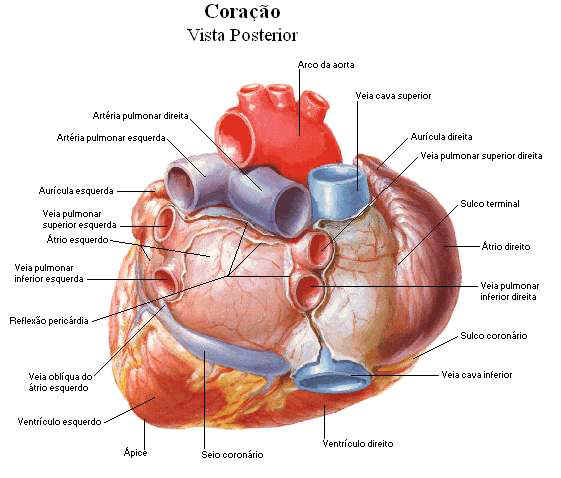 Coração
Vista Posterior
Arco da aorta
Veia cava superior
Artéria pulmonar direita
Artéria pulmonar esquerda
Aurícula direita
Veia pulmonar superior direita
Aurícula esquerda
Sulco terminal
Veia pulmonar
superior esquerda
Átrio esquerdo
Átrio direito
Veia pulmonar
inferior esquerda
Veia pulmonar
inferior direita
Reflexão pericárdia
Sulco coronário
Veia oblíqua do
átrio esquerdo
Veia cava inferior
Ventrículo esquerdo
Ventrículo direito
Ápice
Seio coronário